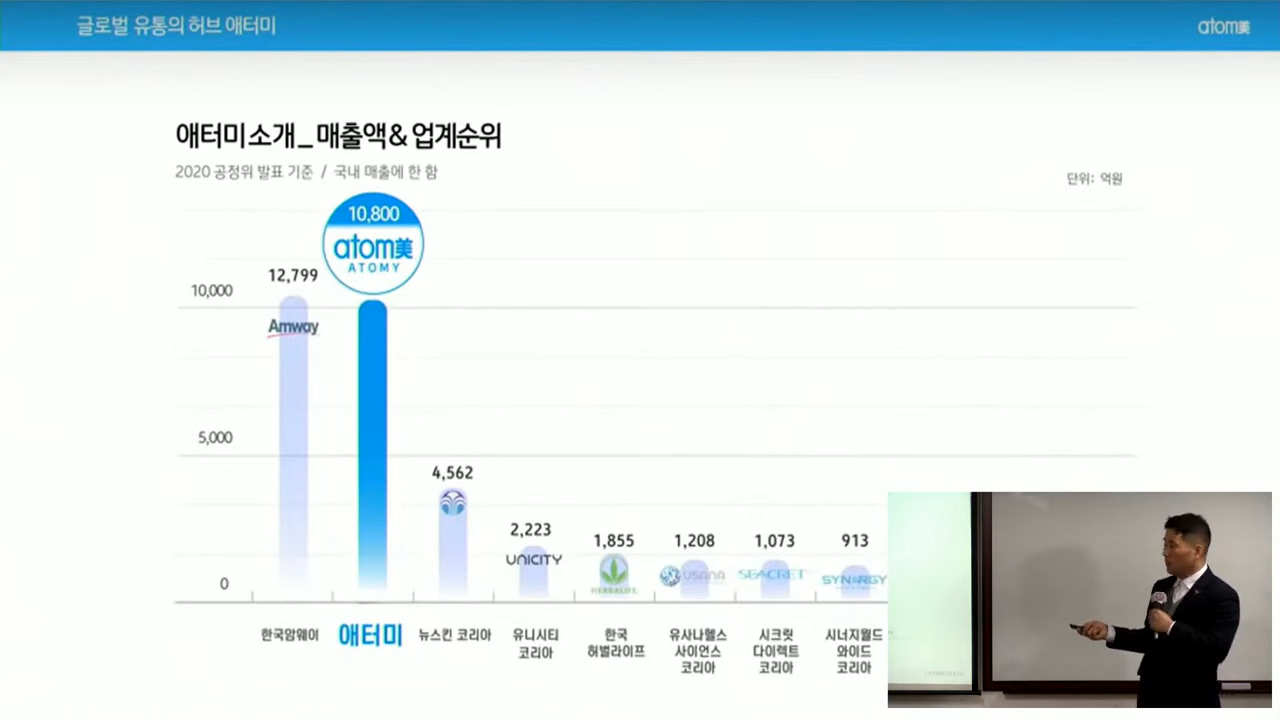 글로벌 유통의 허브 애터미
atom美
애터미 소개_매출액 & 업계순위
2020 공정위 발표 기준 / 국내 매출에 한 함
단위: 억원
10,800
atom美
ATOMY
12,799
10,000
Amway
5,000
4,562
2,223
1,855
1,208
1,073
913
UNICITY
HERBALIFE
USANA
SEACRET
SYNERGY
0
한국암웨이
애터미
뉴스킨 코리아
유니시티
코리아
한국
허벌라이프
유사나헬스
사이언스
코리아
시크릿
다이렉트
코리아
시너지월드
와이드
코리아